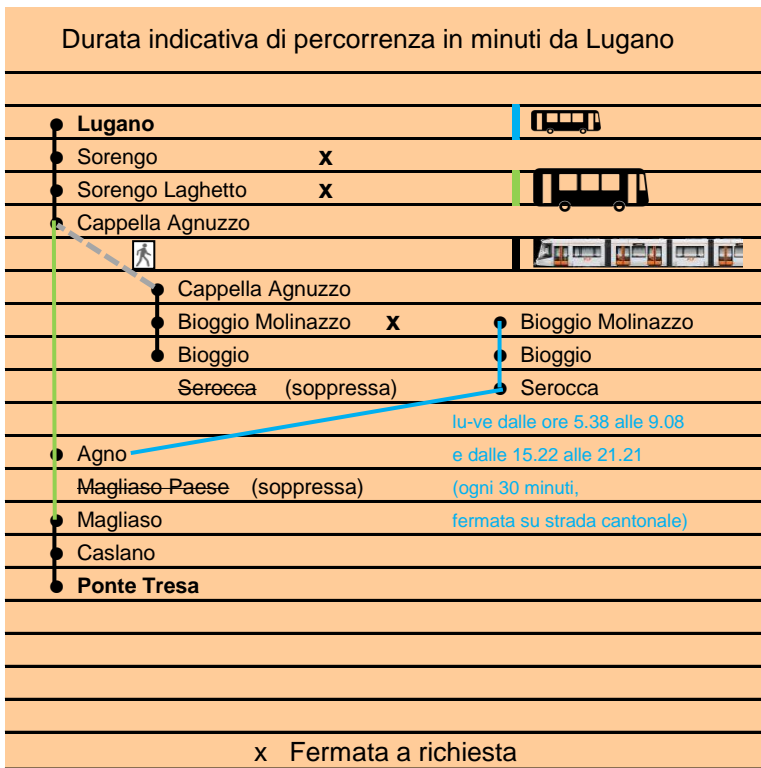 Durata indicativa di percorrenza in minuti da Lugano
Lugano
Sorengo x
Sorengo Laghetto x
Cappella Agnuzzo
Cappella Agnuzzo
Bioggio Molinazzo x Bioggio Molinazzo
Bioggio Bioggio
Serocca (soppressa) Serocca
lu-ve dalle ore 5.38 alle 9.08
Agno e dalle 15.22 alle 21.21
Magliaso Paese (soppressa) (ogni 30 minuti,
Magliaso fermata su strada cantonale)
Caslano
Ponte Tresa
x Fermata a richiesta